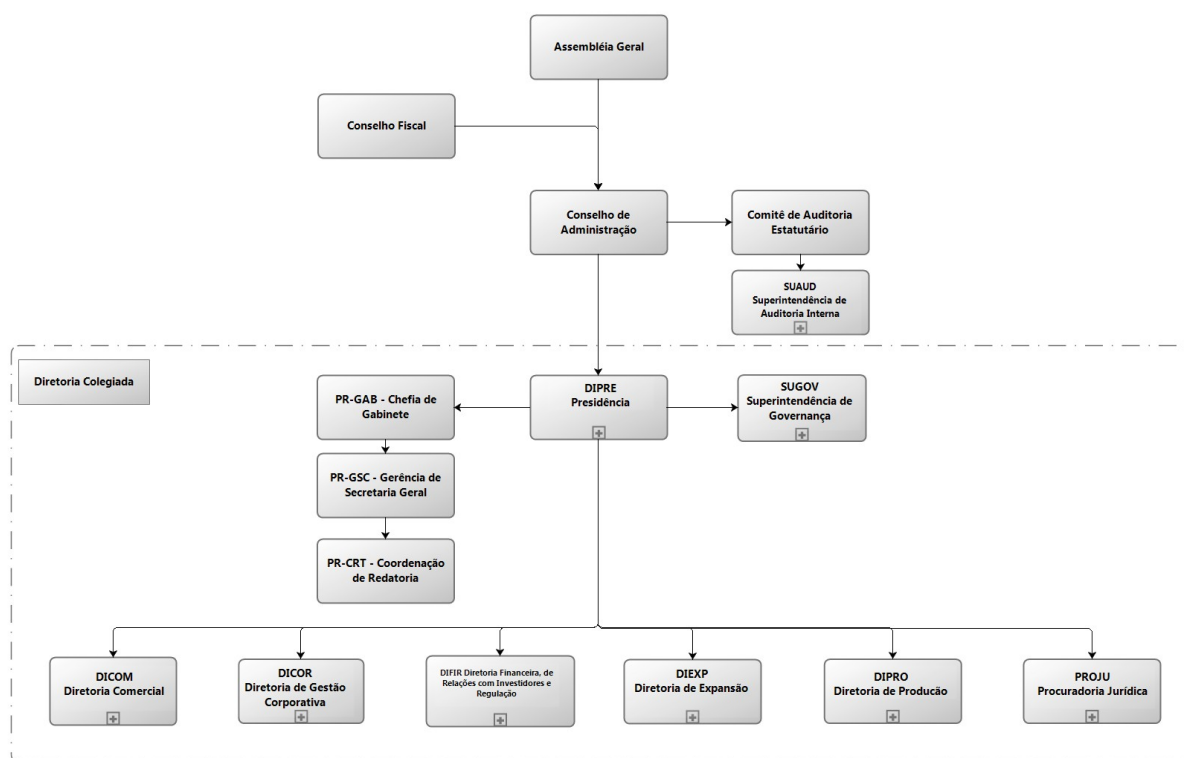 Assembléia Geral
Conselho Fiscal
Conselho de
Administração
Comitê de Auditoria
Estatutário
SUAUD
Superintendência de
Auditoria Interna
Diretoria Colegiada
PR-GAB - Chefia de
Gabinete
DIPRE
Presidência
SUGOV
Superintendência de
Governança
PR-GSC - Gerência de
Secretaria Geral
PR-CRT - Coordenação
de Redatoria
DICOM
Diretoria Comercial
DICOR
Diretoria de Gestão
Corporativa
DIFIR Diretoria Financeira, de
Relações com Investidores e
Regulação
DIEXP
Diretoria de Expansão
DIPRO
Diretoria de Producão
PROJU
Procuradoria Jurídica